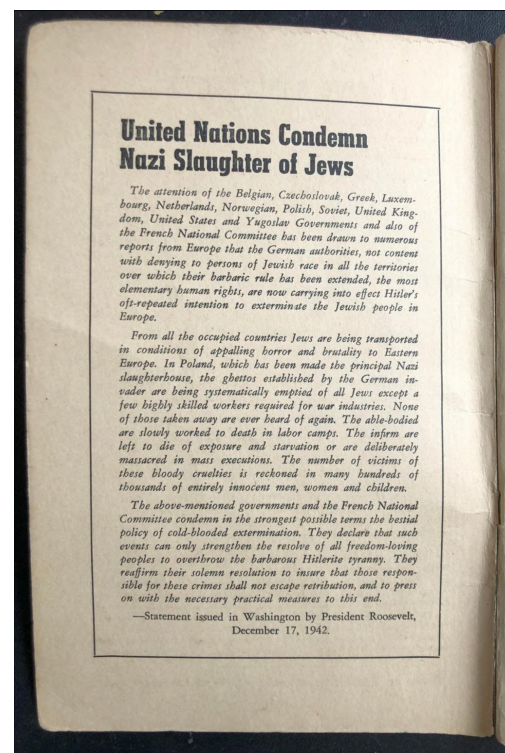 United Nations Condemn
Nazi Slaughter of Jews
The attention of the Belgian, Czechoslovak, Greek, Luxem-
bourg, Netherlands, Norwegian, Polish, Soviet, United King-
dom, United States and Yugoslav Governments and also of
the French National Committee has been drawn to numerous
reports from Europe that the German authorities, not content
with denying to persons of Jewish race in all the territories
over which their barbaric rule has been extended, the most
elementary human rights, are now carrying into effect Hitler's
oft-repeated intention to exterminate the Jewish people in
Europe.
From all the occupied countries Jews are being transported
in conditions of appalling horror and brutality to Eastern
Europe. In Poland, which has been made the principal Nazi
slaughterhouse, the ghettos established by the German in-
vader are being systematically emptied of all Jews except a
few highly skilled workers required for war industries. None
of those taken away are ever heard of again. The able-bodied
are slowly worked to death in labor camps. The infirm are
left to die of exposure and starvation or are deliberately
massacred in mass executions. The number of victims of
these bloody cruelties is reckoned in many hundreds of
thousands of entirely innocent men, women and children.
The above-mentioned governments and the French National
Committee condemn in the strongest possible terms the bestial
policy of cold-blooded extermination. They declare that such
events can only strengthen the resolve of all freedom-loving
peoples to overthrow the barbarous Hitlerite tyranny. They
reaffirm their solemn resolution to insure that those respon-
sible for these crimes shall not escape retribution, and to press
on with the necessary practical measures to this end.
—Statement issued in Washington by President Roosevelt,
December 17, 1942.